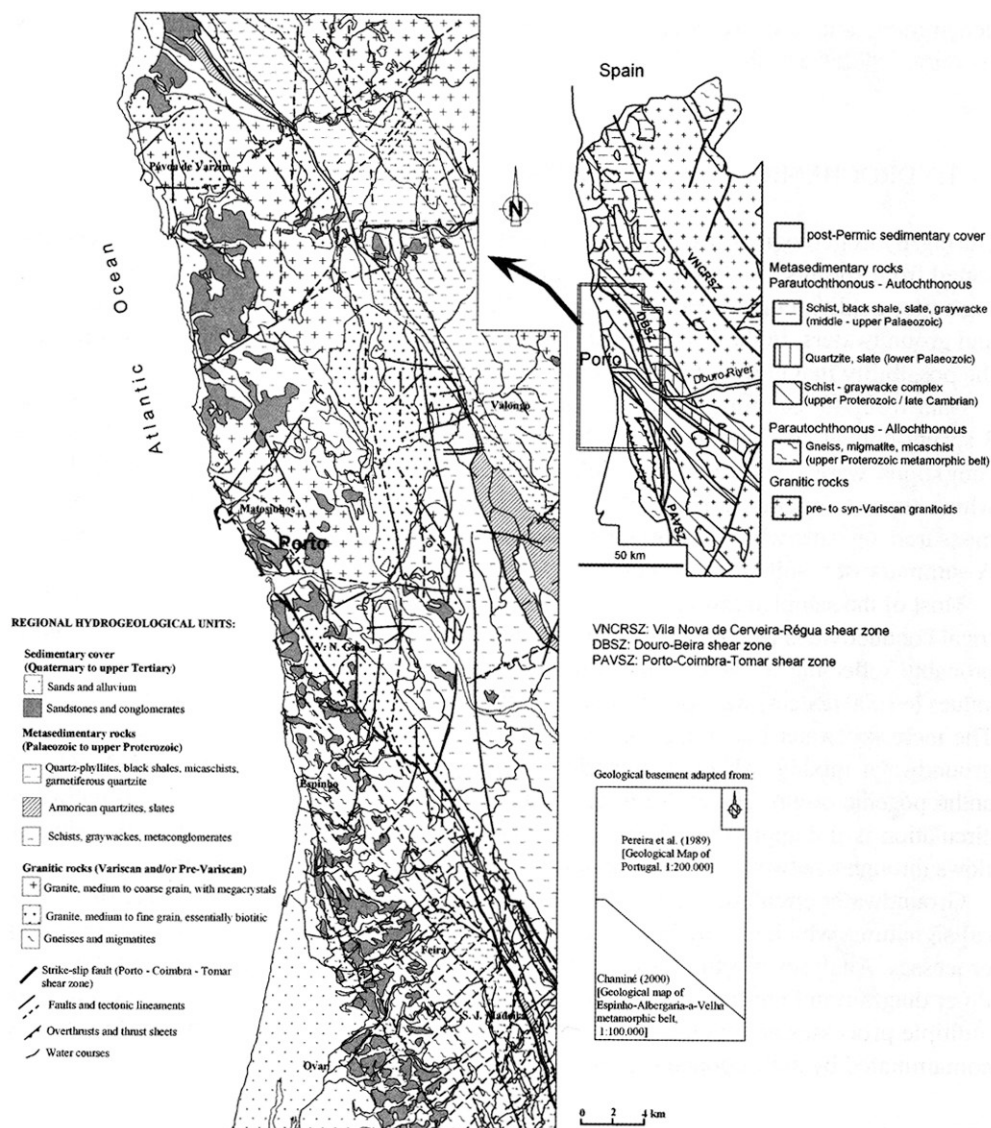 Spain
Póvoa de Varzim
N
Atlantic Ocean
VNCRSZ
DBSZ
Porto
Douro River
PAVSZ
50 km
post-Permic sedimentary cover
Metasedimentary rocks
Parautochthonous - Autochthonous
Schist, black shale, slate, graywacke
(middle - upper Palaeozoic)
Quartzite, slate (lower Palaeozoic)
Schist - graywacke complex
(upper Proterozoic / late Cambrian)
Parautochthonous - Allochthonous
Gneiss, migmatite, micaschist
(upper Proterozoic metamorphic belt)
Granitic rocks
pre- to syn-Variscan granitoids
VNCRSZ: Vila Nova de Cerveira-Régua shear zone
DBSZ: Douro-Beira shear zone
PAVSZ: Porto-Coimbra-Tomar shear zone
Valongo
Matosinhos
Porto
V. N. Gaia
Espinho
Feira
S. J. Madeira
Ovar
REGIONAL HYDROGEOLOGICAL UNITS:
Sedimentary cover
(Quaternary to upper Tertiary)
Sands and alluvium
Sandstones and conglomerates
Metasedimentary rocks
(Palaeozoic to upper Proterozoic)
Quartz-phyllites, black shales, micaschists,
garnetiferous quartzite
Armorican quartzites, slates
Schists, graywackes, metaconglomerates
Granitic rocks (Variscan and/or Pre-Variscan)
Granite, medium to coarse grain, with megacrystals
Granite, medium to fine grain, essentially biotitic
Gneisses and migmatites
Strike-slip fault (Porto - Coimbra - Tomar
shear zone)
Faults and tectonic lineaments
Overthrusts and thrust sheets
Water courses
Geological basement adapted from:
N
Pereira et al. (1989)
[Geological Map of
Portugal, 1:200.000]
Chaminé (2000)
[Geological map of
Espinho-Albergaria-a-Velha
metamorphic belt,
1:100.000]
0 2 4 km